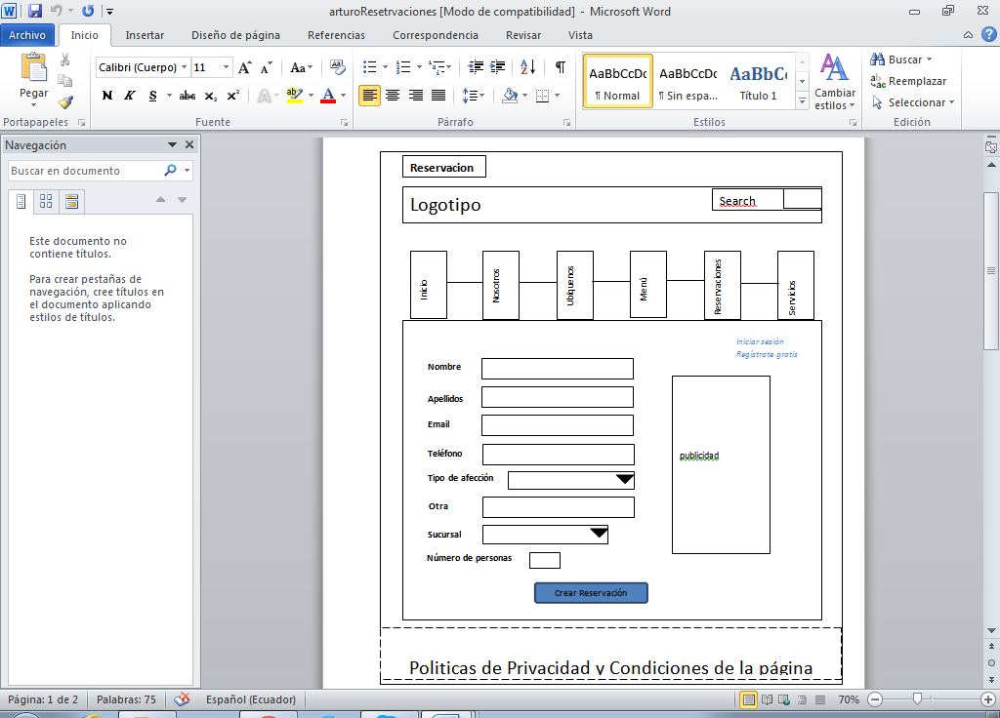 arturoResetrvaciones [Modo de compatibilidad] - Microsoft Word
Archivo
Inicio
Insertar
Diseño de página
Referencias
Correspondencia
Revisar
Vista
Pegar
Portapapeles
Calibri (Cuerpo)
11
Fuente
Párrafo
AaBbCcDc
¶ Normal
AaBbCcDc
¶ Sin espa...
AaBbCc
Título 1
Cambiar
estilos
Estilos
Buscar
Reemplazar
Seleccionar
Edición
Navegación
Buscar en documento
Este documento no
contiene títulos.
Para crear pestañas de
navegación, cree títulos en
el documento aplicando
estilos de títulos.
Reservacion
Logotipo
Search
Inicio
Nosotros
Ubíquenos
Menú
Reservaciones
Servicios
Iniciar sesión
Regístrate gratis
Nombre
Apellidos
Email
Teléfono
Tipo de afección
Otra
Sucursal
Número de personas
publicidad
Crear Reservación
Politicas de Privacidad y Condiciones de la página
Página: 1 de 2
Palabras: 75
Español (Ecuador)
70%